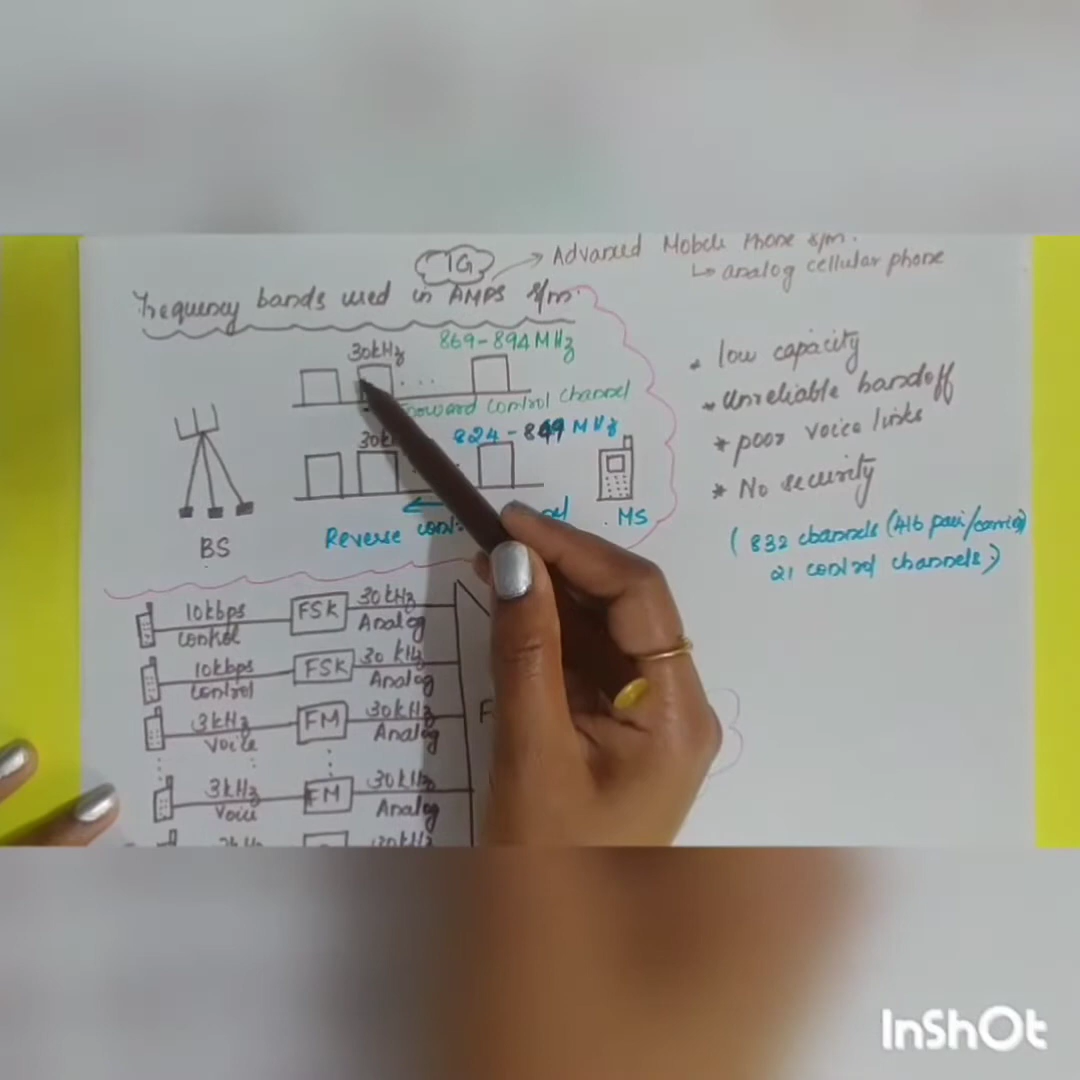 1G → Advanced Mobile Phone s/m.
↳ analog cellular phone
Frequency bands used in AMPS s/m.
869-894 MHz
30kHz
Forward control channel
824-849 MHz
Reverse
MS
BS
* low capacity
* Unreliable handoff
* poor voice links
* No security
(832 channels (416 pair/carrier)
21 control channels)
10kbps FSK 30kHz
control Analog
10kbps FSK 30 kHz
control Analog
3kHz FM 30kHz
Voice Analog
3kHz FM 30kHz
Voice Analog
30kHz
InShOt